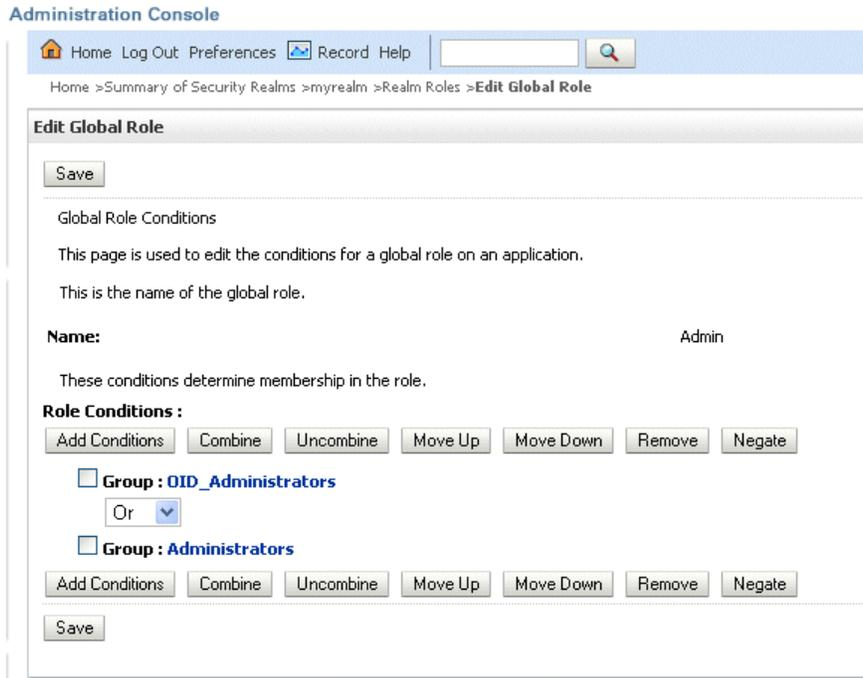 Administration Console
Home Log Out Preferences Record Help
Home >Summary of Security Realms >myrealm >Realm Roles >Edit Global Role
Edit Global Role
Save
Global Role Conditions
This page is used to edit the conditions for a global role on an application.
This is the name of the global role.
Name: Admin
These conditions determine membership in the role.
Role Conditions :
Add Conditions Combine Uncombine Move Up Move Down Remove Negate
Group : OID_Administrators
Or
Group : Administrators
Add Conditions Combine Uncombine Move Up Move Down Remove Negate
Save